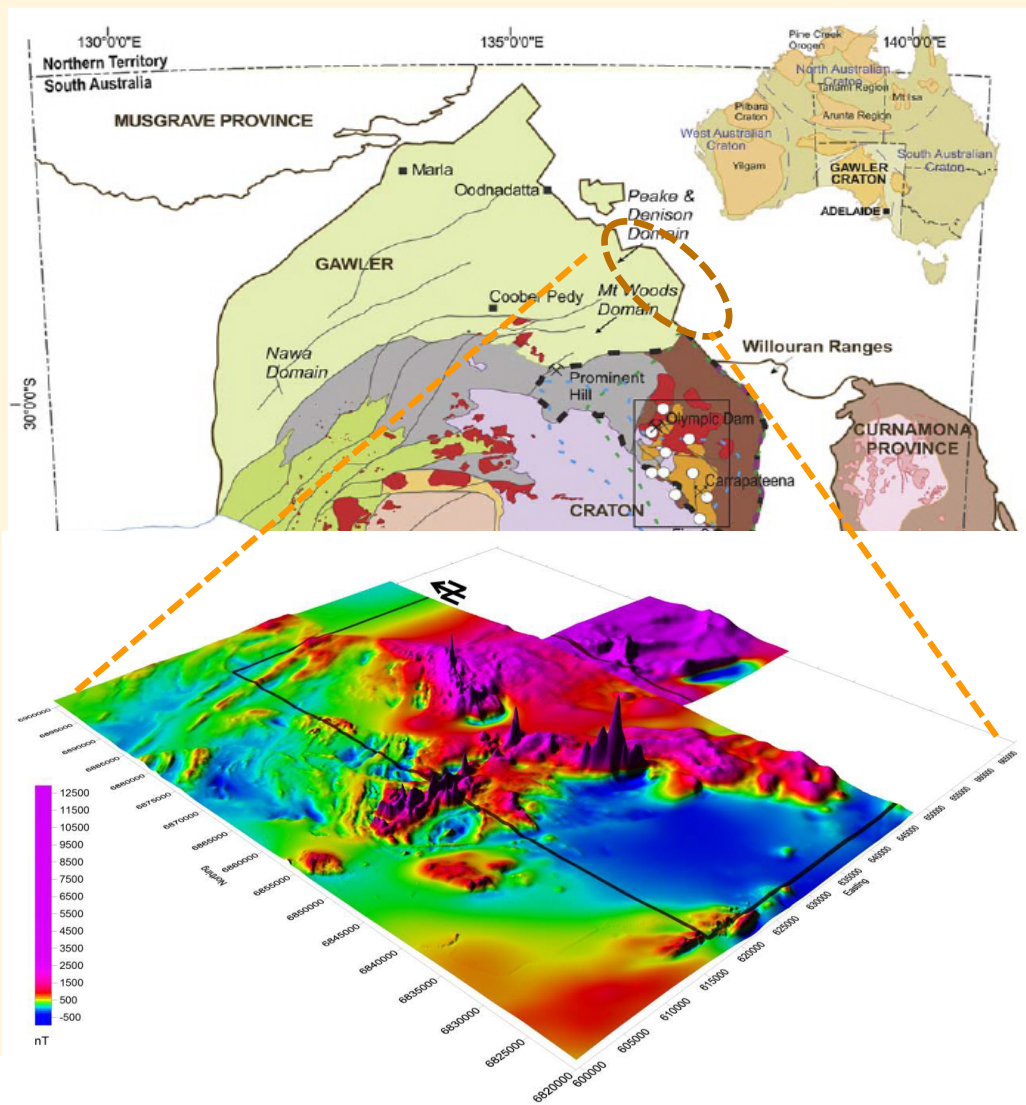 130°0'0"E
135°0'0"E
140°0'0"E
Northern Territory
South Australia
MUSGRAVE PROVINCE
Marla
Oodnadatta
Peake &
Denison
Domain
GAWLER
Coober Pedy
Mt Woods
Domain
Nawa
Domain
Prominent
Hill
Willouran Ranges
30°0'0"S
Olympic Dam
CURNAMONA
PROVINCE
Carrapateena
CRATON
Pine Creek
Orogen
North Australian
Craton
Tanami Region
Mt Isa
Pilbara
Craton
Arunta Region
West Australian
Craton
Yilgarn
South Australian
Craton
GAWLER
CRATON
ADELAIDE
N
6900000
6895000
6890000
6885000
6880000
6875000
6870000
6865000
6860000
6855000
6850000
6845000
6840000
6835000
6830000
6825000
6820000
Northing
600000
605000
610000
615000
620000
625000
630000
635000
640000
645000
650000
655000
660000
665000
Easting
12500
10500
9500
8500
7500
6500
5500
4500
3500
2500
1500
500
-500
nT